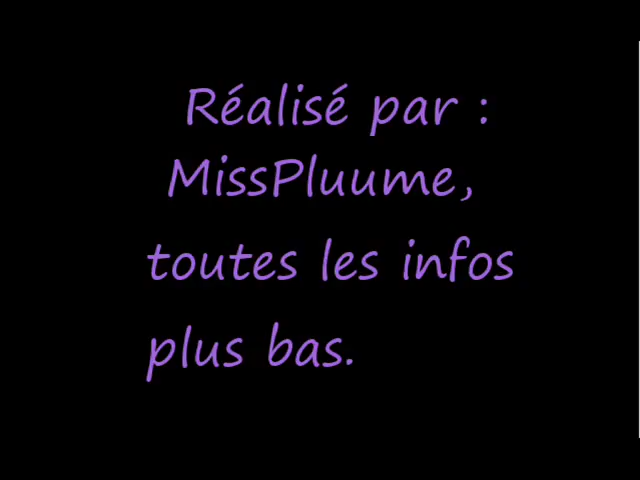 Réalisé par :
MissPluume,
toutes les infos
plus bas.